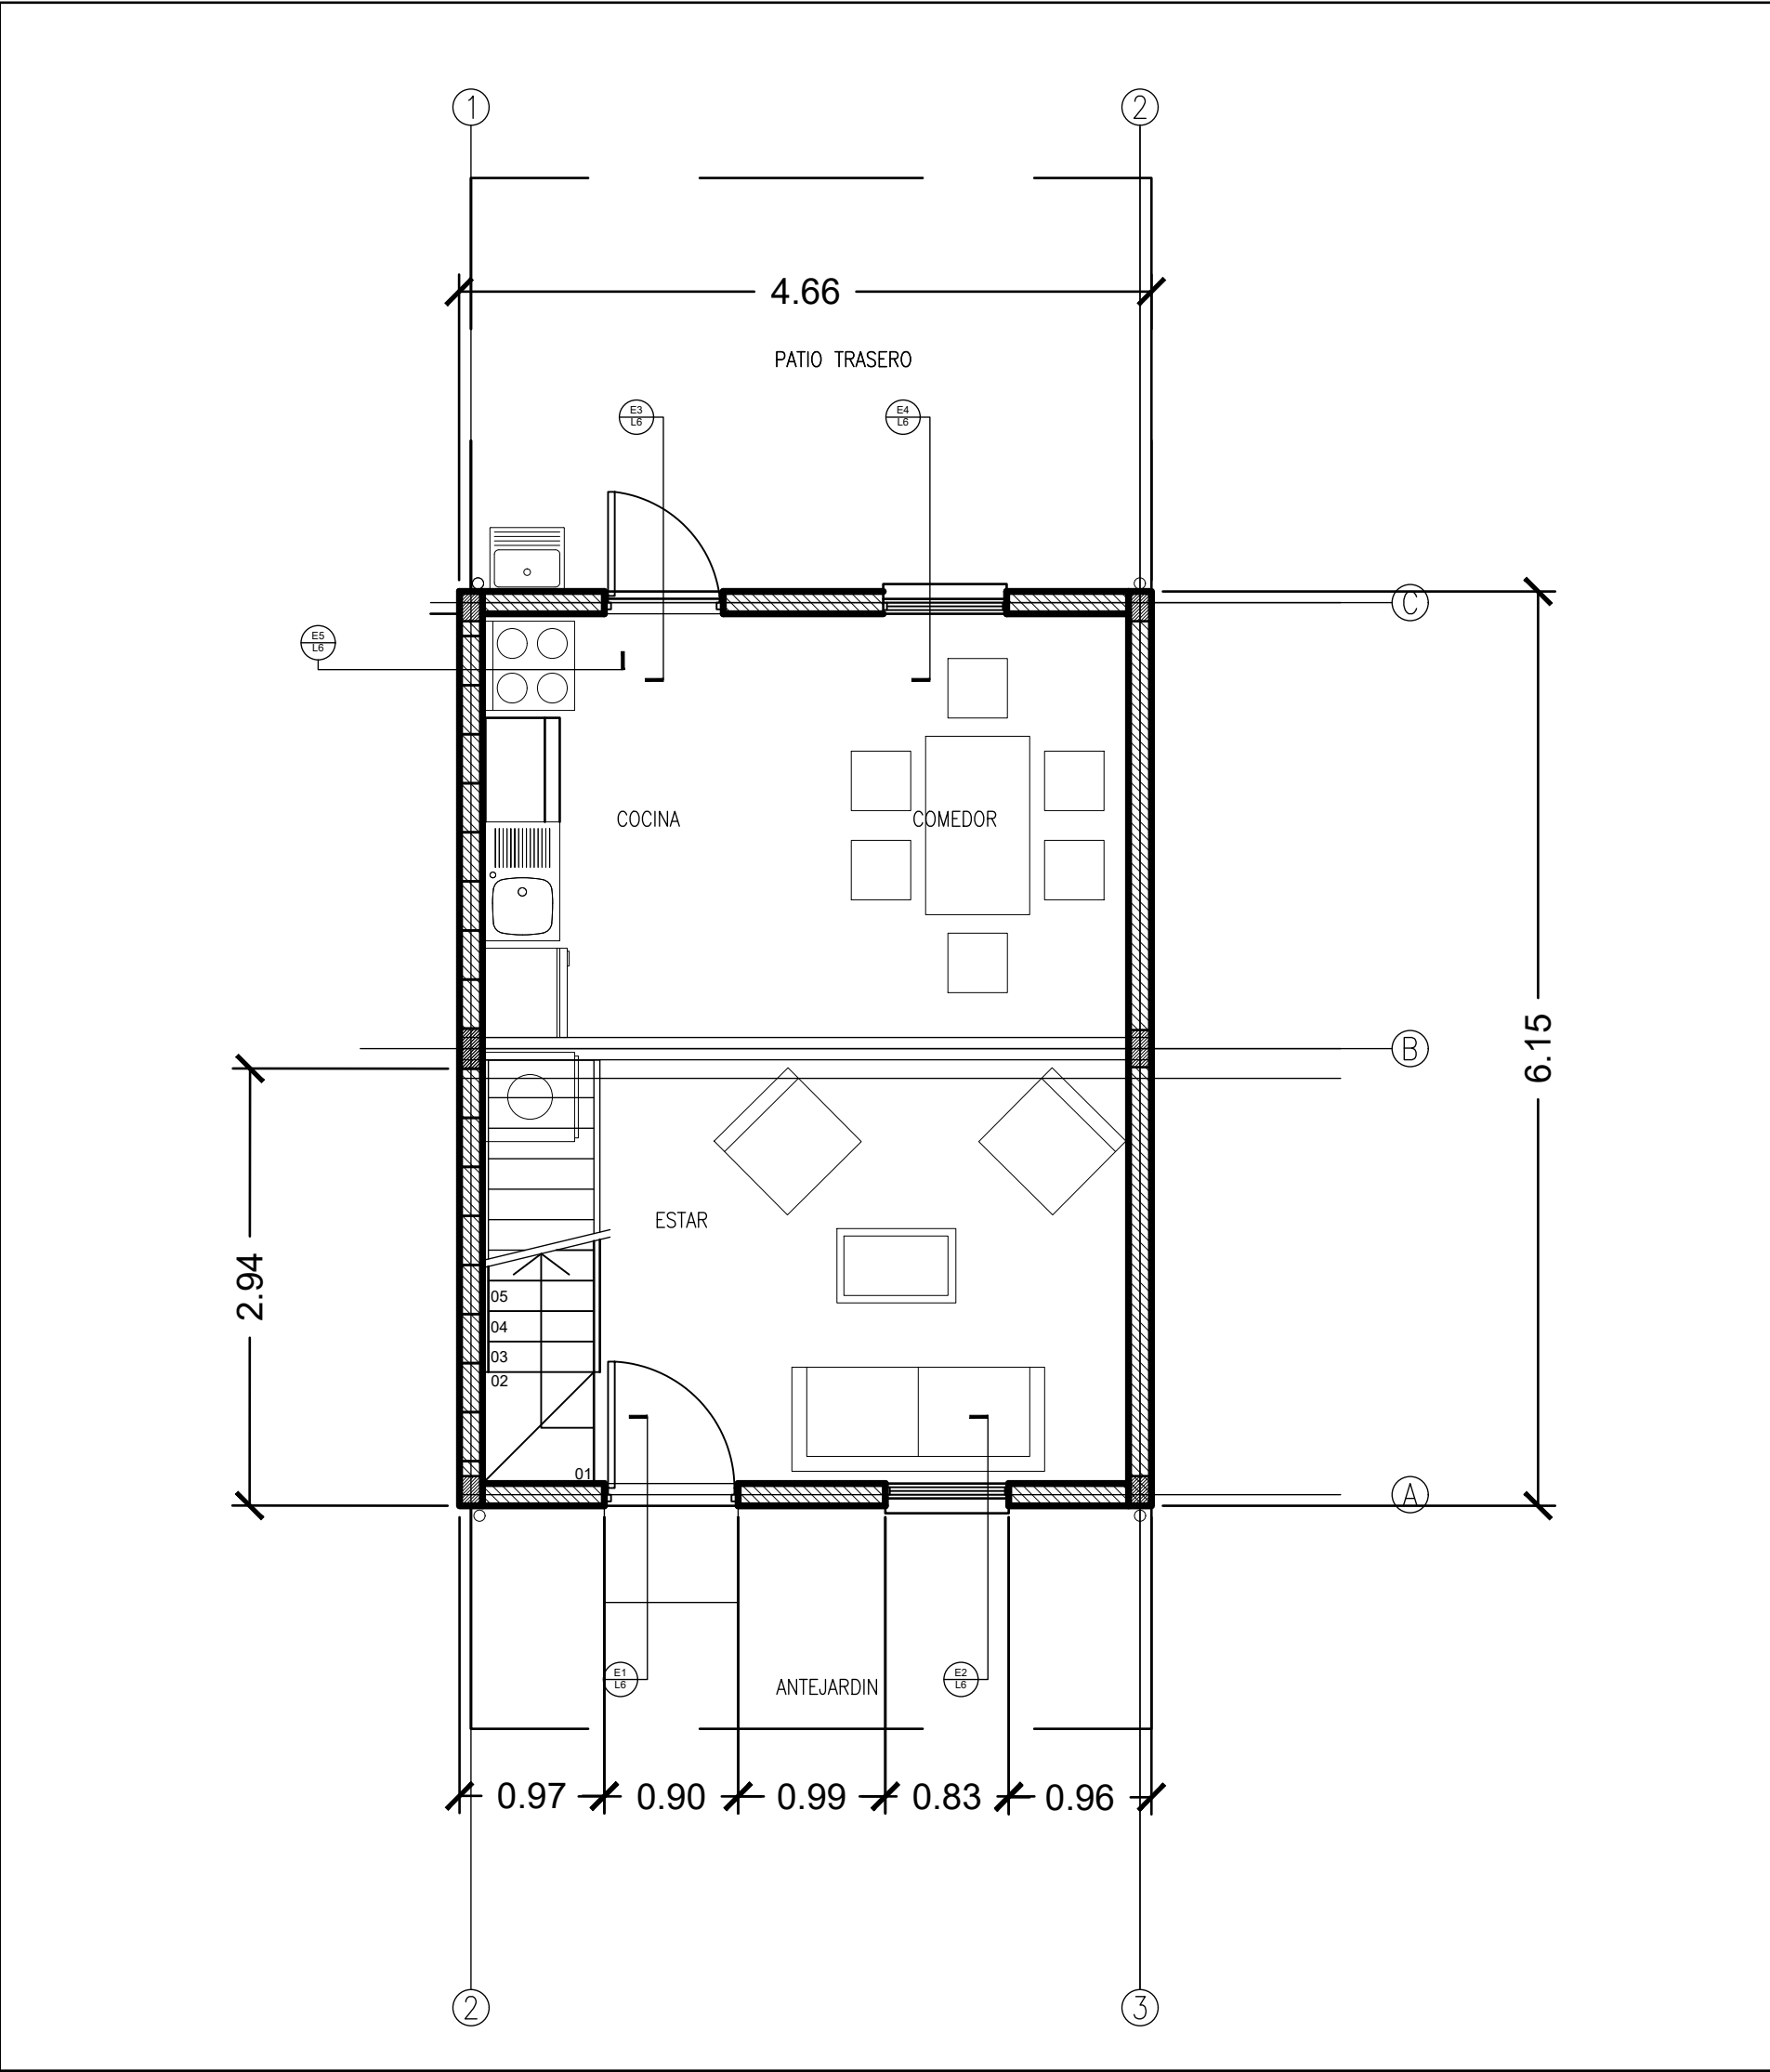 1
2
4.66
PATIO TRASERO
E3
L6
E4
L6
C
E5
L6
COCINA
COMEDOR
B
6.15
2.94
ESTAR
05
04
03
02
01
A
E1
L6
E2
L6
ANTEJARDIN
0.97
0.90
0.99
0.83
0.96
2
3